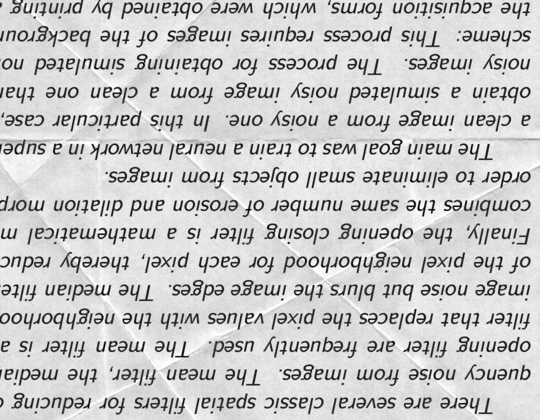 There are several classic spatial filters for reducing
quency noise from images. The mean filter, the median
opening filter are frequently used. The mean filter is a
filter that replaces the pixel values with the neighborhoo
image noise but blurs the image edges. The median filte
of the pixel neighborhood for each pixel, thereby reduc
Finally, the opening closing filter is a mathematical m
combines the same number of erosion and dilation morp
order to eliminate small objects from images.
The main goal was to train a neural network in a supe
a clean image from a noisy one. In this particular case,
obtain a simulated noisy image from a clean one than
noisy images. The process for obtaining simulated no
scheme: This process requires images of the backgroun
the acquisition forms, which were obtained by printing